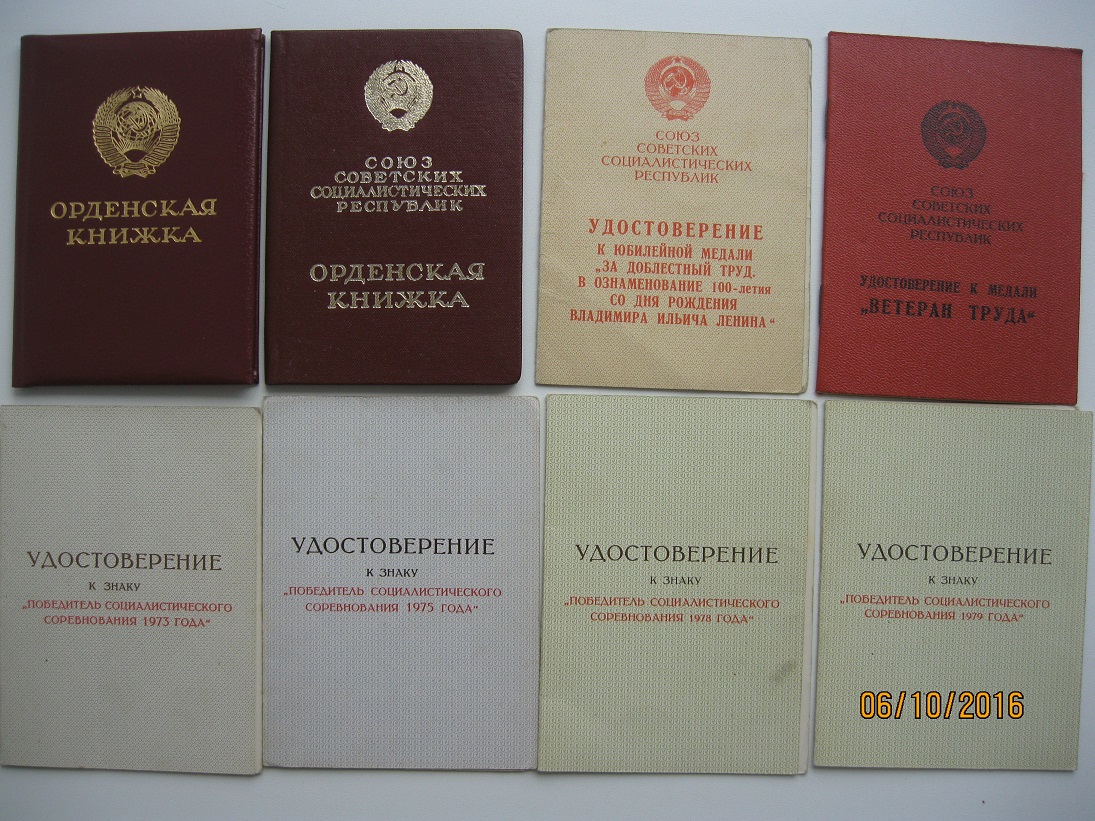 ОРДЕНСКАЯ
КНИЖКА
СОЮЗ
СОВЕТСКИХ
СОЦИАЛИСТИЧЕСКИХ
РЕСПУБЛИК
ОРДЕНСКАЯ
КНИЖКА
СОЮЗ
СОВЕТСКИХ
СОЦИАЛИСТИЧЕСКИХ
РЕСПУБЛИК
УДОСТОВЕРЕНИЕ
К ЮБИЛЕЙНОЙ МЕДАЛИ
„ЗА ДОБЛЕСТНЫЙ ТРУД.
В ОЗНАМЕНОВАНИЕ 100-летия
СО ДНЯ РОЖДЕНИЯ
ВЛАДИМИРА ИЛЬИЧА ЛЕНИНА“
СОЮЗ
СОВЕТСКИХ
СОЦИАЛИСТИЧЕСКИХ
РЕСПУБЛИК
УДОСТОВЕРЕНИЕ К МЕДАЛИ
„ВЕТЕРАН ТРУДА“
УДОСТОВЕРЕНИЕ
К ЗНАКУ
„ПОБЕДИТЕЛЬ СОЦИАЛИСТИЧЕСКОГО
СОРЕВНОВАНИЯ 1973 ГОДА“
УДОСТОВЕРЕНИЕ
К ЗНАКУ
„ПОБЕДИТЕЛЬ СОЦИАЛИСТИЧЕСКОГО
СОРЕВНОВАНИЯ 1975 ГОДА“
УДОСТОВЕРЕНИЕ
К ЗНАКУ
„ПОБЕДИТЕЛЬ СОЦИАЛИСТИЧЕСКОГО
СОРЕВНОВАНИЯ 1978 ГОДА“
УДОСТОВЕРЕНИЕ
К ЗНАКУ
„ПОБЕДИТЕЛЬ СОЦИАЛИСТИЧЕСКОГО
СОРЕВНОВАНИЯ 1979 ГОДА“
06/10/2016